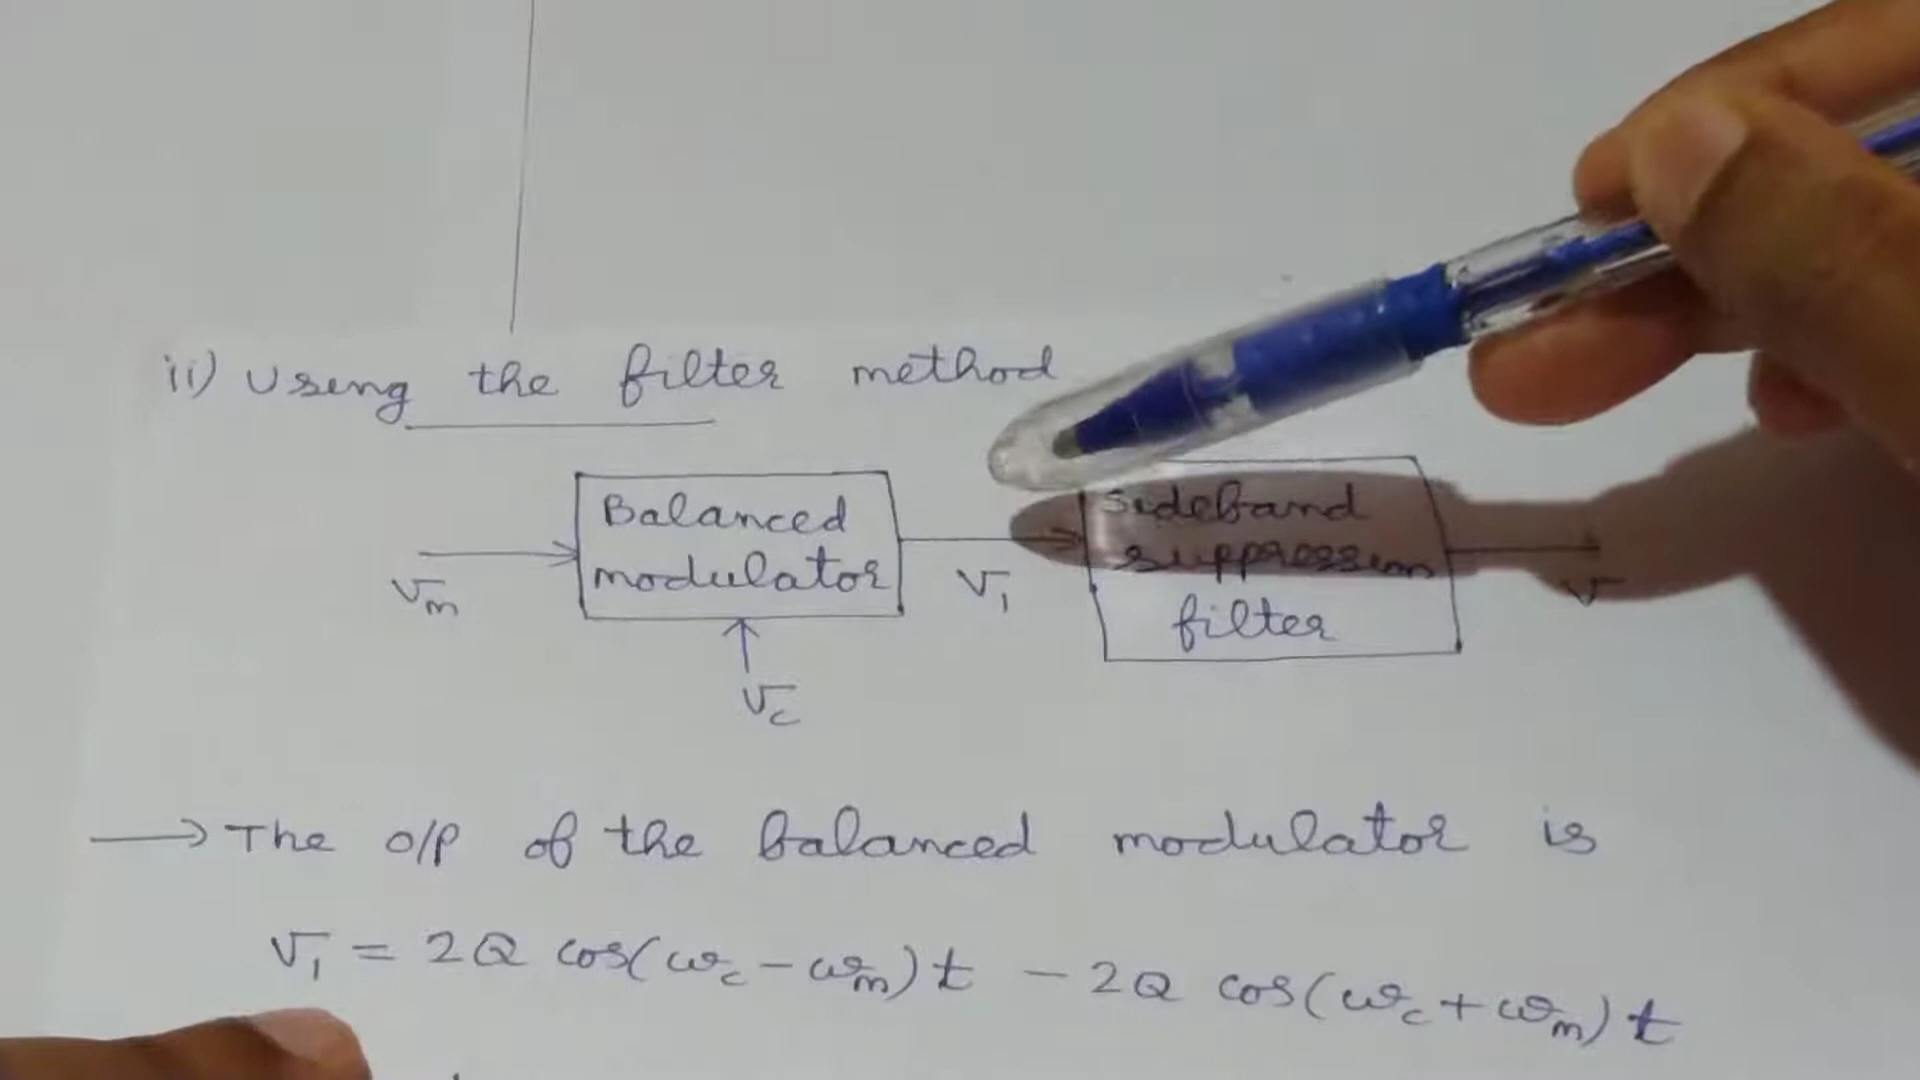 ii) Using the filter method
Balanced
modulator
Sideband
suppression
filter
Vm
V1
V
Vc
→ The o/p of the balanced modulator is
V1 = 2Q cos(ωc - ωm)t - 2Q cos(ωc + ωm)t